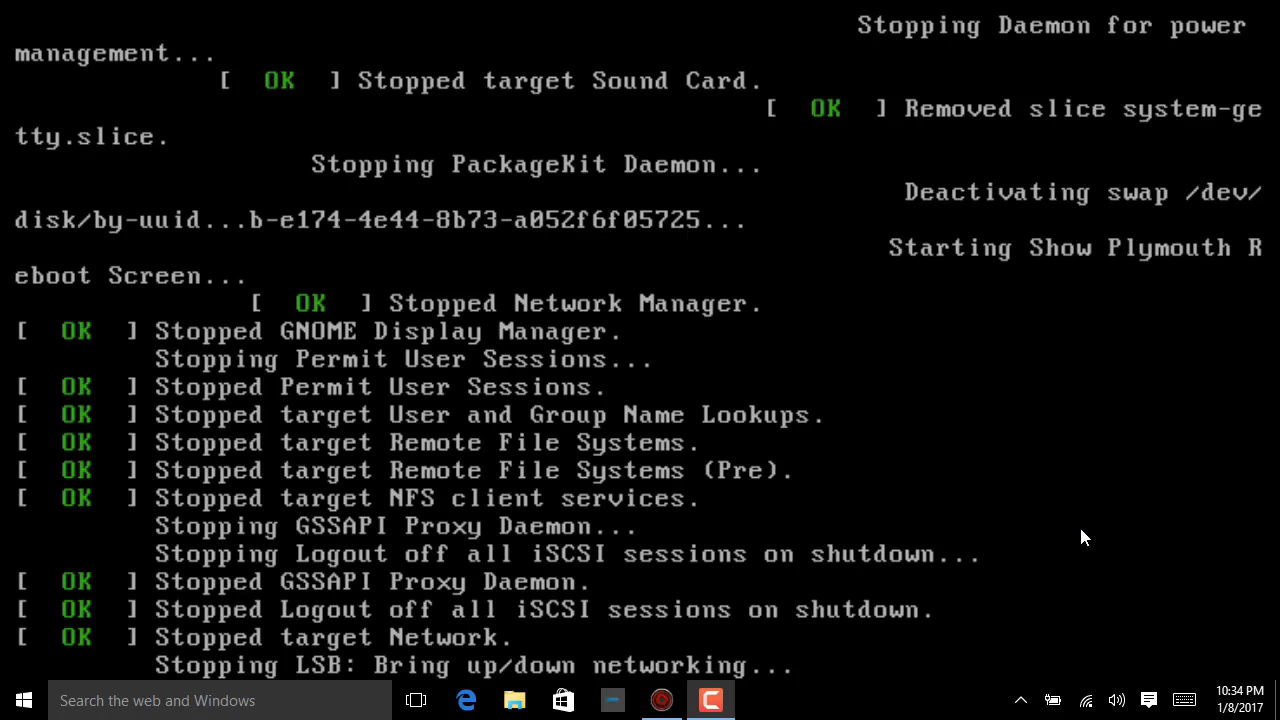 Stopping Daemon for power
management...
[  OK  ] Stopped target Sound Card.
[  OK  ] Removed slice system-ge
tty.slice.
Stopping PackageKit Daemon...
Deactivating swap /dev/
disk/by-uuid...b-e174-4e44-8b73-a052f6f05725...
Starting Show Plymouth R
eboot Screen...
[  OK  ] Stopped Network Manager.
[  OK  ] Stopped GNOME Display Manager.
Stopping Permit User Sessions...
[  OK  ] Stopped Permit User Sessions.
[  OK  ] Stopped target User and Group Name Lookups.
[  OK  ] Stopped target Remote File Systems.
[  OK  ] Stopped target Remote File Systems (Pre).
[  OK  ] Stopped target NFS client services.
Stopping GSSAPI Proxy Daemon...
Stopping Logout off all iSCSI sessions on shutdown...
[  OK  ] Stopped GSSAPI Proxy Daemon.
[  OK  ] Stopped Logout off all iSCSI sessions on shutdown.
[  OK  ] Stopped target Network.
Stopping LSB: Bring up/down networking...
Search the web and Windows
10:34 PM
1/8/2017